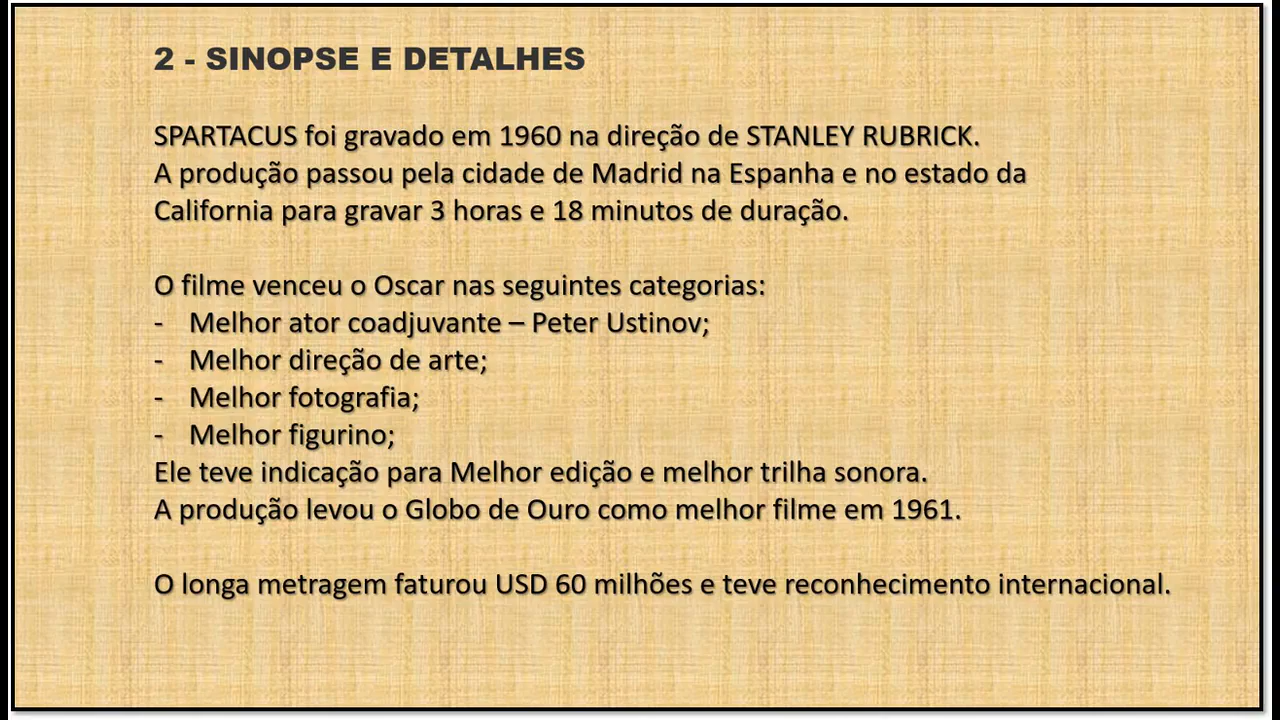 2 - SINOPSE E DETALHES
SPARTACUS foi gravado em 1960 na direção de STANLEY RUBRICK.
A produção passou pela cidade de Madrid na Espanha e no estado da
California para gravar 3 horas e 18 minutos de duração.
O filme venceu o Oscar nas seguintes categorias:
- Melhor ator coadjuvante – Peter Ustinov;
- Melhor direção de arte;
- Melhor fotografia;
- Melhor figurino;
Ele teve indicação para Melhor edição e melhor trilha sonora.
A produção levou o Globo de Ouro como melhor filme em 1961.
O longa metragem faturou USD 60 milhões e teve reconhecimento internacional.